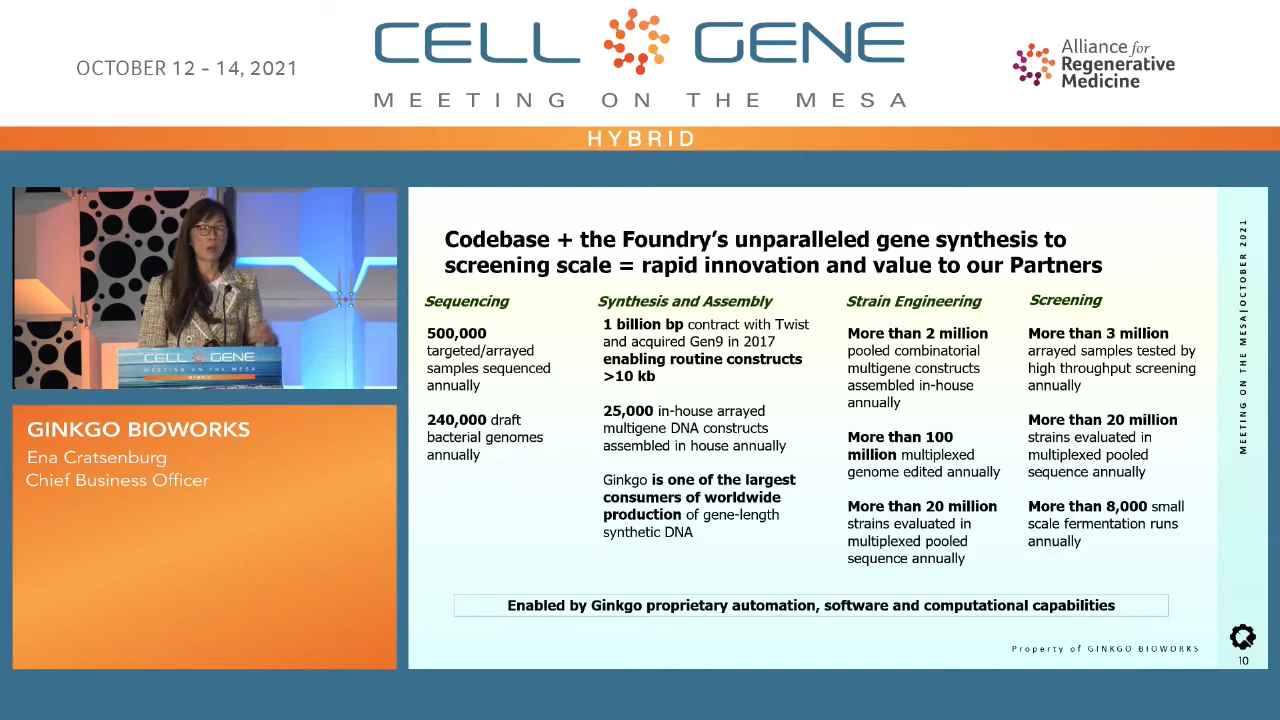 OCTOBER 12 - 14, 2021
CELL GENE
MEETING ON THE MESA
Alliance for
Regenerative
Medicine
HYBRID
CELL GENE
MEETING ON THE MESA
HYBRID
GINKGO BIOWORKS
Ena Cratsenburg
Chief Business Officer
Codebase + the Foundry's unparalleled gene synthesis to
screening scale = rapid innovation and value to our Partners
Sequencing
500,000
targeted/arrayed
samples sequenced
annually
240,000 draft
bacterial genomes
annually
Synthesis and Assembly
1 billion bp contract with Twist
and acquired Gen9 in 2017
enabling routine constructs
>10 kb
25,000 in-house arrayed
multigene DNA constructs
assembled in house annually
Ginkgo is one of the largest
consumers of worldwide
production of gene-length
synthetic DNA
Strain Engineering
More than 2 million
pooled combinatorial
multigene constructs
assembled in-house
annually
More than 100
million multiplexed
genome edited annually
More than 20 million
strains evaluated in
multiplexed pooled
sequence annually
Screening
More than 3 million
arrayed samples tested by
high throughput screening
annually
More than 20 million
strains evaluated in
multiplexed pooled
sequence annually
More than 8,000 small
scale fermentation runs
annually
Enabled by Ginkgo proprietary automation, software and computational capabilities
Property of GINKGO BIOWORKS
MEETING ON THE MESA|OCTOBER 2021
10